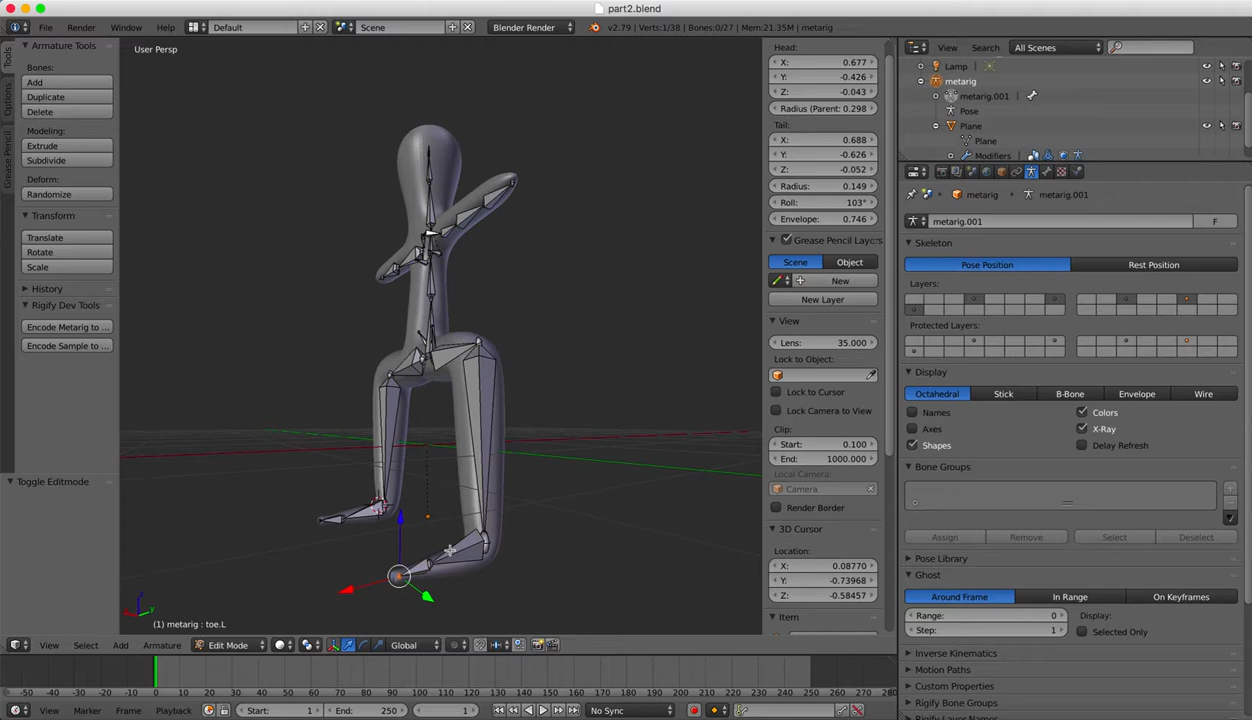 part2.blend
File Render Window Help Default Scene Blender Render v2.79 | Verts:1/38 | Bones:0/27 | Mem:21.35M | metarig
Tools
Options
Grease Pencil
Armature Tools
Bones:
Add
Duplicate
Delete
Modeling:
Extrude
Subdivide
Deform:
Randomize
Transform
Translate
Rotate
Scale
History
Rigify Dev Tools
Encode Metarig to ...
Encode Sample to ...
Toggle Editmode
User Persp
(1) metarig : toe.L
Head:
X: 0.677
Y: -0.426
Z: -0.043
Radius (Parent: 0.298
Tail:
X: 0.688
Y: -0.626
Z: -0.052
Radius: 0.149
Roll: 103°
Envelope: 0.746
Grease Pencil Layers
Scene Object
New
New Layer
View
Lens: 35.000
Lock to Object:
Lock to Cursor
Lock Camera to View
Clip:
Start: 0.100
End: 1000.000
Local Camera:
Camera
Render Border
3D Cursor
Location:
X: 0.08770
Y: -0.73968
Z: -0.58457
Item
View Search All Scenes
Lamp
metarig
metarig.001
Pose
Plane
Plane
Modifiers
metarig metarig.001
metarig.001 F
Skeleton
Pose Position Rest Position
Layers:
Protected Layers:
Display
Octahedral Stick B-Bone Envelope Wire
Names Colors
Axes X-Ray
Shapes Delay Refresh
Bone Groups
Assign Remove Select Deselect
Pose Library
Ghost
Around Frame In Range On Keyframes
Range: 0 Display:
Step: 1 Selected Only
Inverse Kinematics
Motion Paths
Custom Properties
Rigify Bone Groups
Rigify Layer Names
View Select Add Armature Edit Mode Global
-50 -40 -30 -20 -10 0 10 20 30 40 50 60 70 80 90 100 110 120 130 140 150 160 170 180 190 200 210 220 230 240 250 260 270 280
View Marker Frame Playback Start: 1 End: 250 1 No Sync